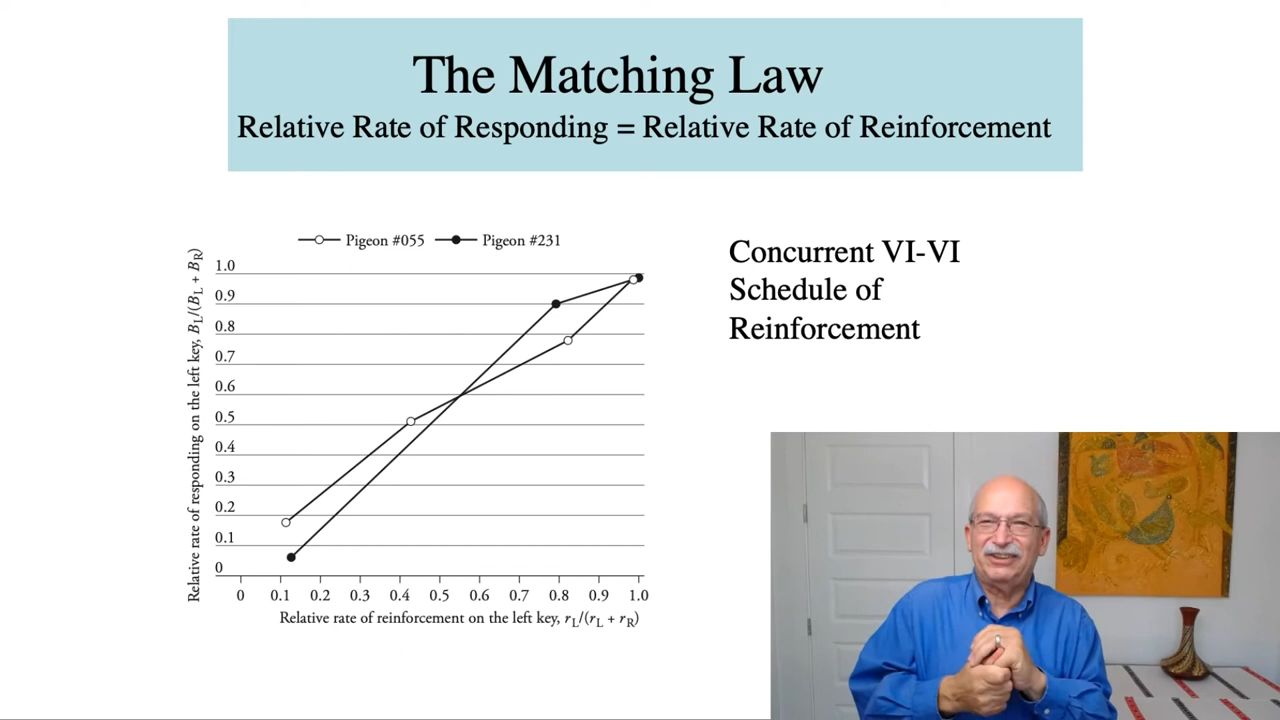 The Matching Law
Relative Rate of Responding = Relative Rate of Reinforcement
Pigeon #055 Pigeon #231
Relative rate of responding on the left key, B_L/(B_L + B_R)
1.0
0.9
0.8
0.7
0.6
0.5
0.4
0.3
0.2
0.1
0
0 0.1 0.2 0.3 0.4 0.5 0.6 0.7 0.8 0.9 1.0
Relative rate of reinforcement on the left key, r_L/(r_L + r_R)
Concurrent VI-VI
Schedule of
Reinforcement